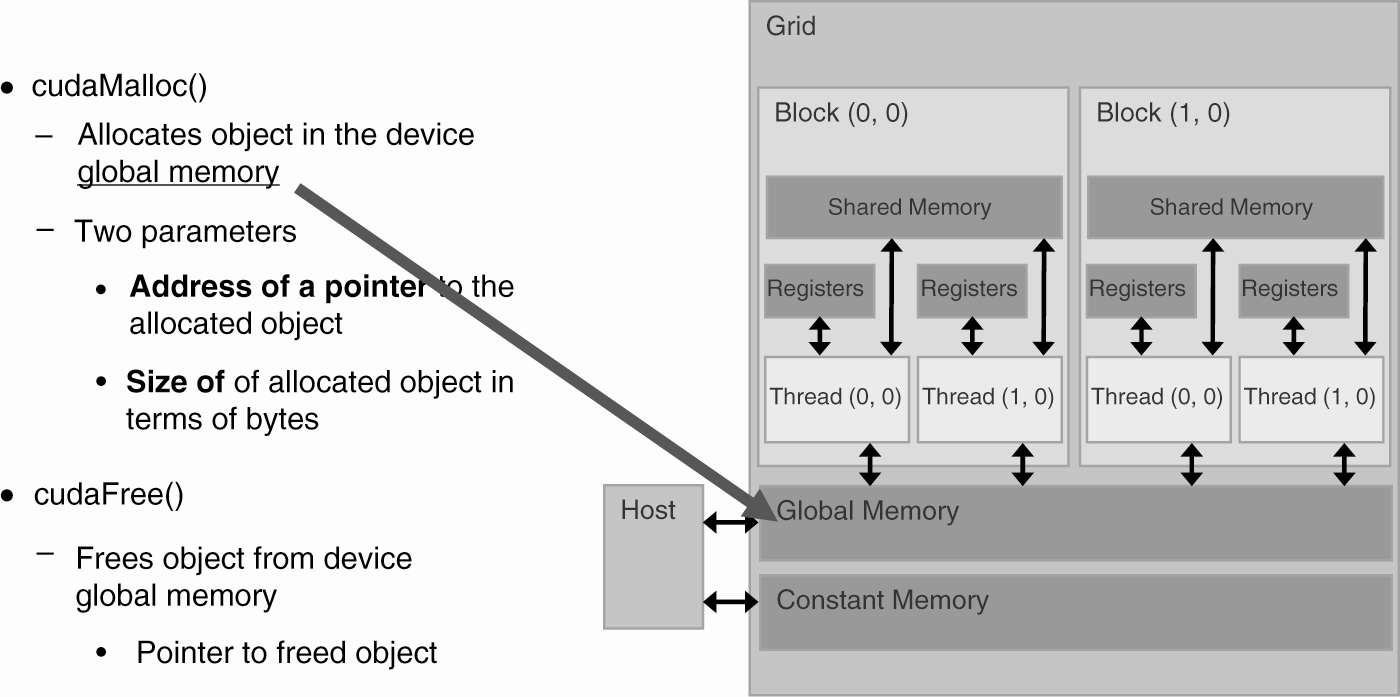 • cudaMalloc()
– Allocates object in the device
global memory
– Two parameters
• Address of a pointer to the
allocated object
• Size of of allocated object in
terms of bytes
• cudaFree()
– Frees object from device
global memory
• Pointer to freed object
Grid
Block (0, 0)
Block (1, 0)
Shared Memory
Shared Memory
Registers
Registers
Registers
Registers
Thread (0, 0)
Thread (1, 0)
Thread (0, 0)
Thread (1, 0)
Host
Global Memory
Constant Memory